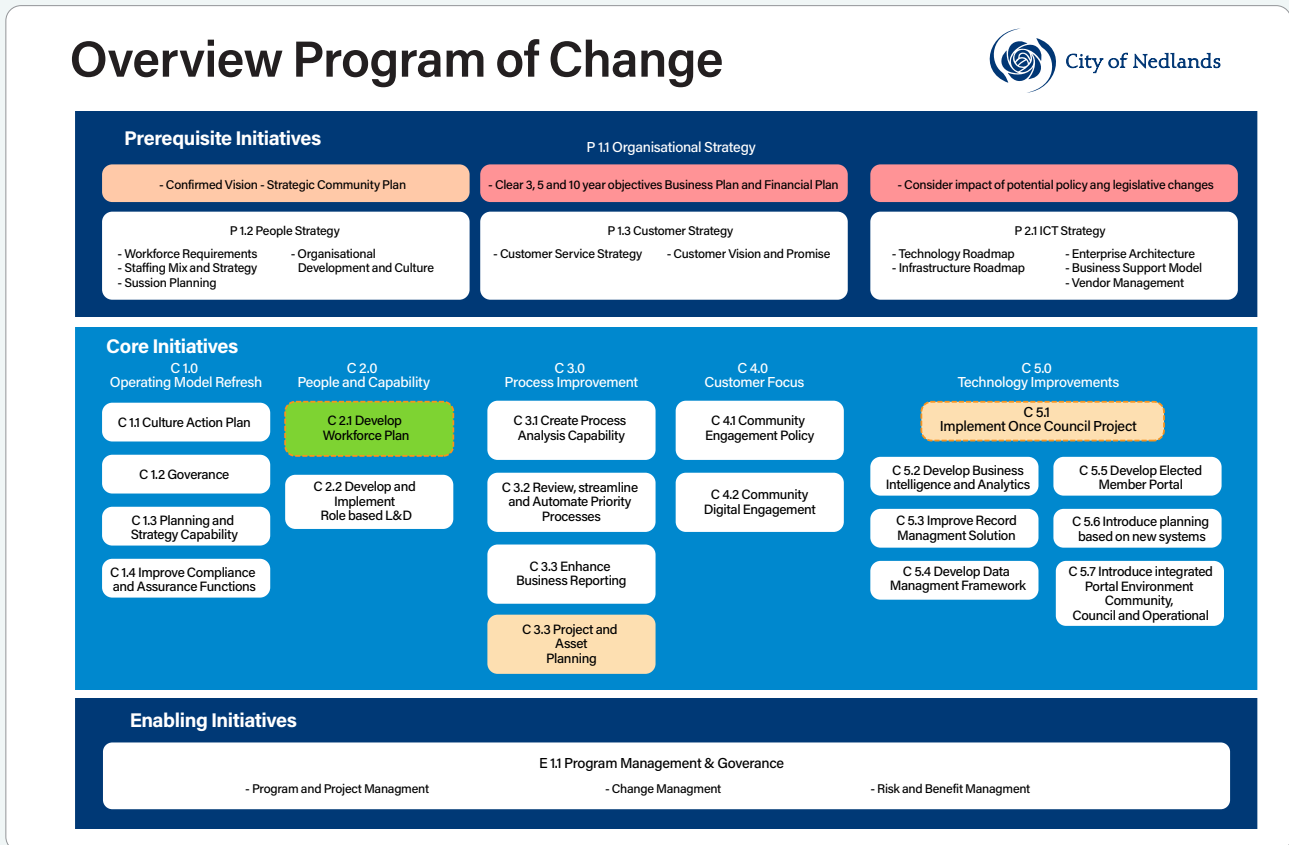 Overview Program of Change
City of Nedlands
Prerequisite Initiatives
P 1.1 Organisational Strategy
- Confirmed Vision - Strategic Community Plan
- Clear 3, 5 and 10 year objectives Business Plan and Financial Plan
- Consider impact of potential policy ang legislative changes
P 1.2 People Strategy
- Workforce Requirements
- Staffing Mix and Strategy
- Sussion Planning
- Organisational
Development and Culture
P 1.3 Customer Strategy
- Customer Service Strategy
- Customer Vision and Promise
P 2.1 ICT Strategy
- Technology Roadmap
- Infrastructure Roadmap
- Enterprise Architecture
- Business Support Model
- Vendor Management
Core Initiatives
C 1.0
Operating Model Refresh
C 1.1 Culture Action Plan
C 1.2 Goverance
C 1.3 Planning and
Strategy Capability
C 1.4 Improve Compliance
and Assurance Functions
C 2.0
People and Capability
C 2.1 Develop
Workforce Plan
C 2.2 Develop and
Implement
Role based L&D
C 3.0
Process Improvement
C 3.1 Create Process
Analysis Capability
C 3.2 Review, streamline
and Automate Priority
Processes
C 3.3 Enhance
Business Reporting
C 3.3 Project and
Asset
Planning
C 4.0
Customer Focus
C 4.1 Community
Engagement Policy
C 4.2 Community
Digital Engagement
C 5.0
Technology Improvements
C 5.1
Implement Once Council Project
C 5.2 Develop Business
Intelligence and Analytics
C 5.3 Improve Record
Managment Solution
C 5.4 Develop Data
Managment Framework
C 5.5 Develop Elected
Member Portal
C 5.6 Introduce planning
based on new systems
C 5.7 Introduce integrated
Portal Environment
Community,
Council and Operational
Enabling Initiatives
E 1.1 Program Management & Goverance
- Program and Project Managment
- Change Managment
- Risk and Benefit Managment